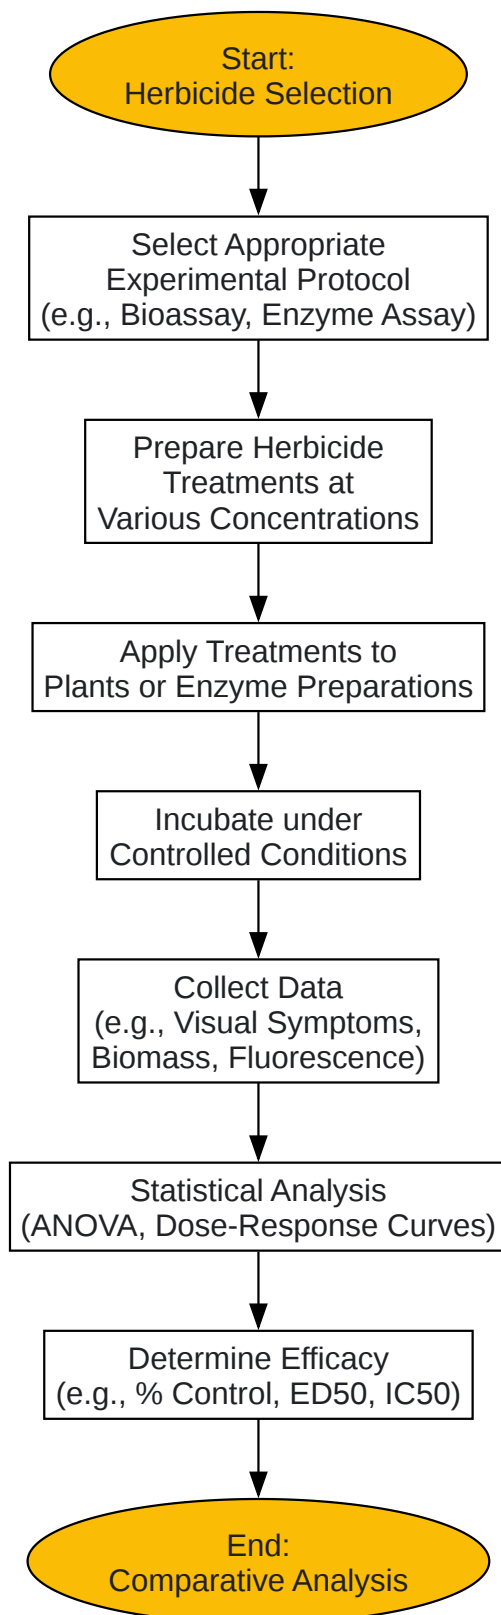 Start:
Herbicide Selection
Select Appropriate
Experimental Protocol
(e.g., Bioassay, Enzyme Assay)
Prepare Herbicide
Treatments at
Various Concentrations
Apply Treatments to
Plants or Enzyme Preparations
Incubate under
Controlled Conditions
Collect Data
(e.g., Visual Symptoms,
Biomass, Fluorescence)
Statistical Analysis
(ANOVA, Dose-Response Curves)
Determine Efficacy
(e.g., % Control, ED50, IC50)
End:
Comparative Analysis